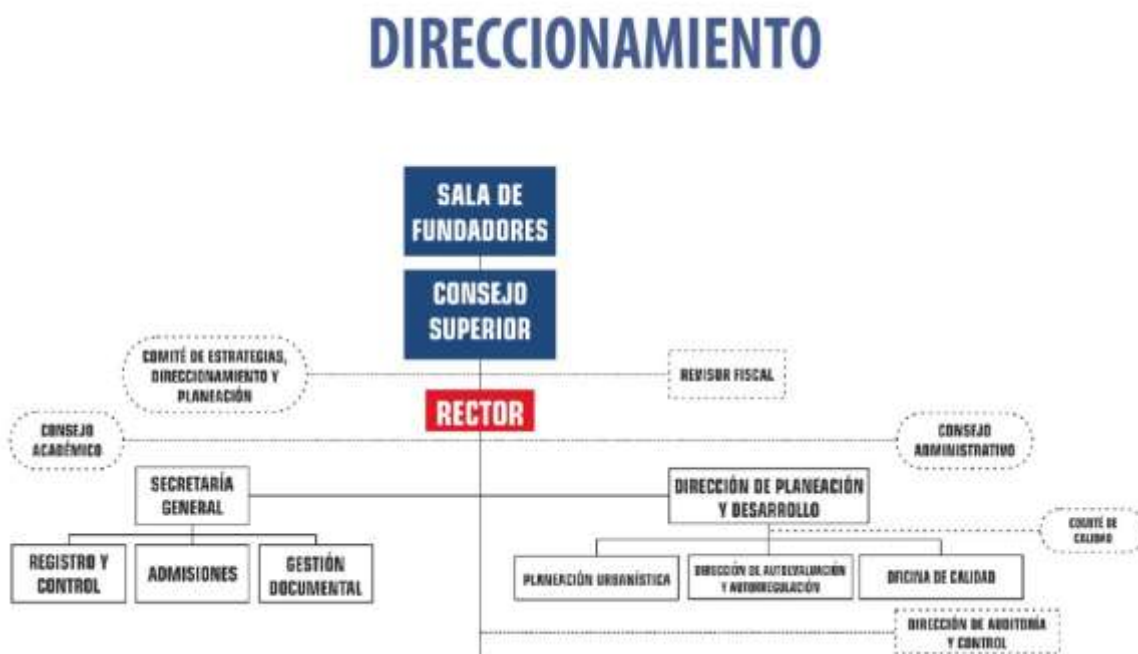 DIRECCIONAMIENTO
SALA DE
FUNDADORES
CONSEJO
SUPERIOR
COMITÉ DE ESTRATEGIAS,
DIRECCIONAMIENTO Y
PLANEACIÓN
REVISOR FISCAL
RECTOR
CONSEJO
ACADÉMICO
CONSEJO
ADMINISTRATIVO
SECRETARÍA
GENERAL
DIRECCIÓN DE PLANEACIÓN
Y DESARROLLO
COMITÉ DE
CALIDAD
REGISTRO Y
CONTROL
ADMISIONES
GESTIÓN
DOCUMENTAL
PLANEACIÓN URBANÍSTICA
DIRECCIÓN DE AUTOEVALUACIÓN
Y AUTORREGULACIÓN
OFICINA DE CALIDAD
DIRECCIÓN DE AUDITORÍA
Y CONTROL